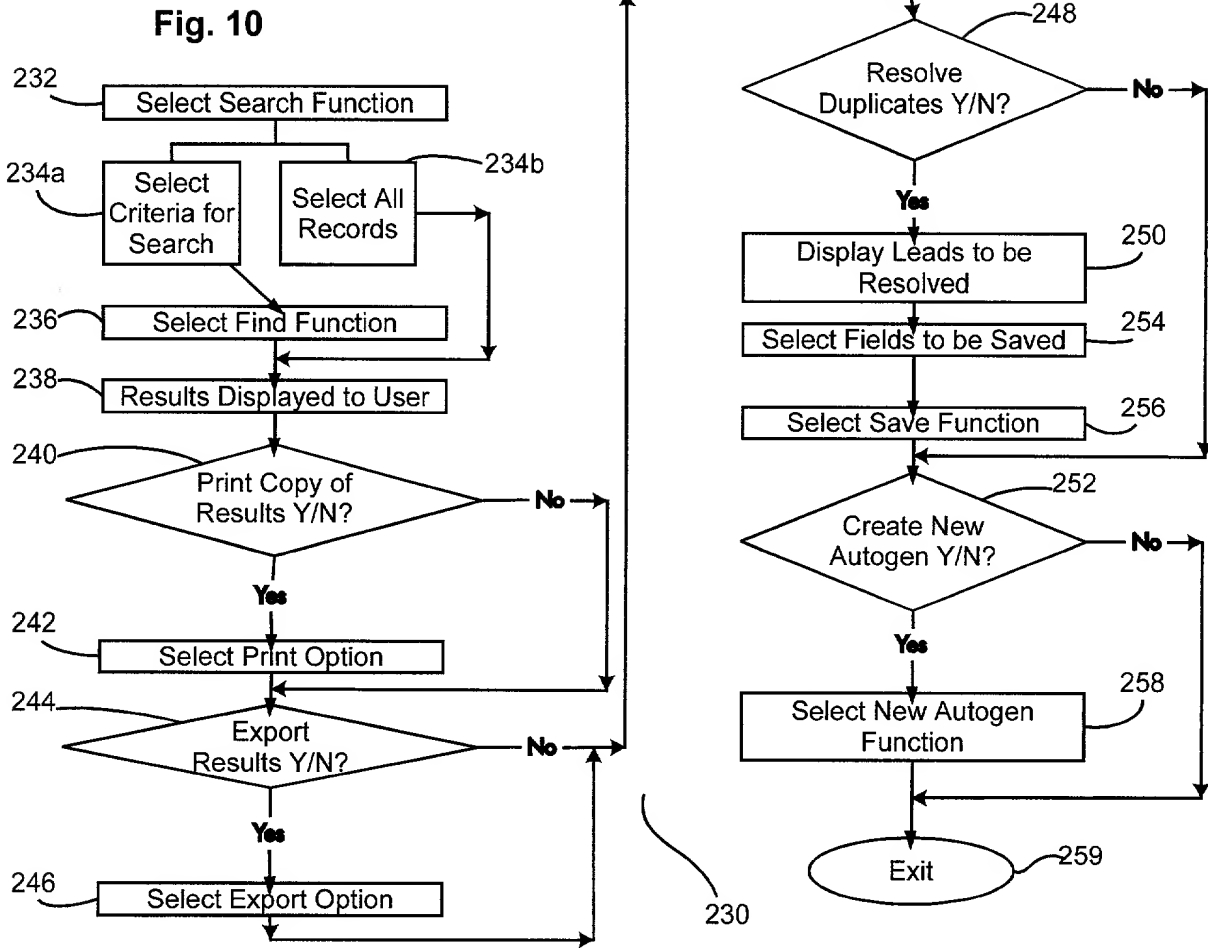 Fig. 10
232
Select Search Function
234a
Select
Criteria for
Search
234b
Select All
Records
236
Select Find Function
238
Results Displayed to User
240
Print Copy of
Results Y/N?
No
Yes
242
Select Print Option
244
Export
Results Y/N?
No
Yes
246
Select Export Option
230
248
Resolve
Duplicates Y/N?
No
Yes
250
Display Leads to be
Resolved
254
Select Fields to be Saved
256
Select Save Function
252
Create New
Autogen Y/N?
No
Yes
258
Select New Autogen
Function
Exit
259